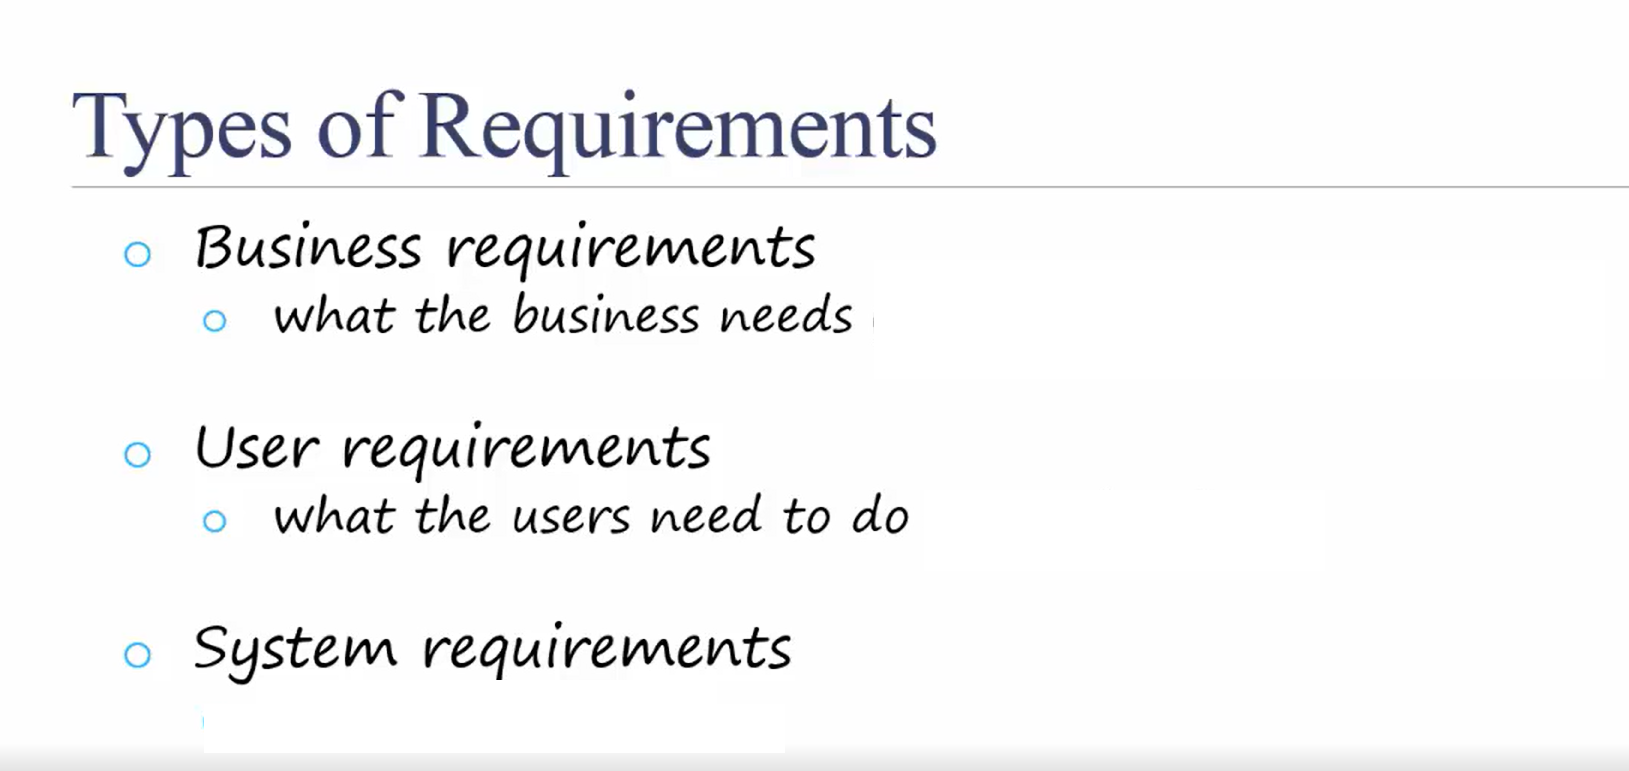 Types of Requirements
Business requirements
what the business needs
User requirements
what the users need to do
System requirements